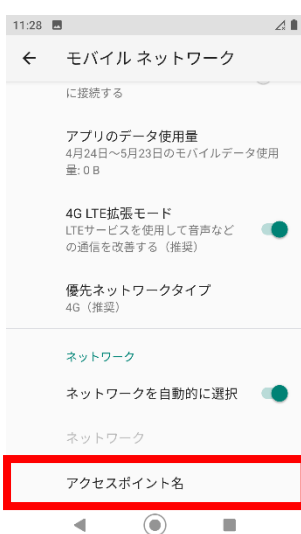 11:28
モバイル ネットワーク
に接続する
アプリのデータ使用量
4月24日～5月23日のモバイルデータ使用
量: 0 B
4G LTE拡張モード
LTEサービスを使用して音声など
の通信を改善する（推奨）
優先ネットワークタイプ
4G（推奨）
ネットワーク
ネットワークを自動的に選択
ネットワーク
アクセスポイント名